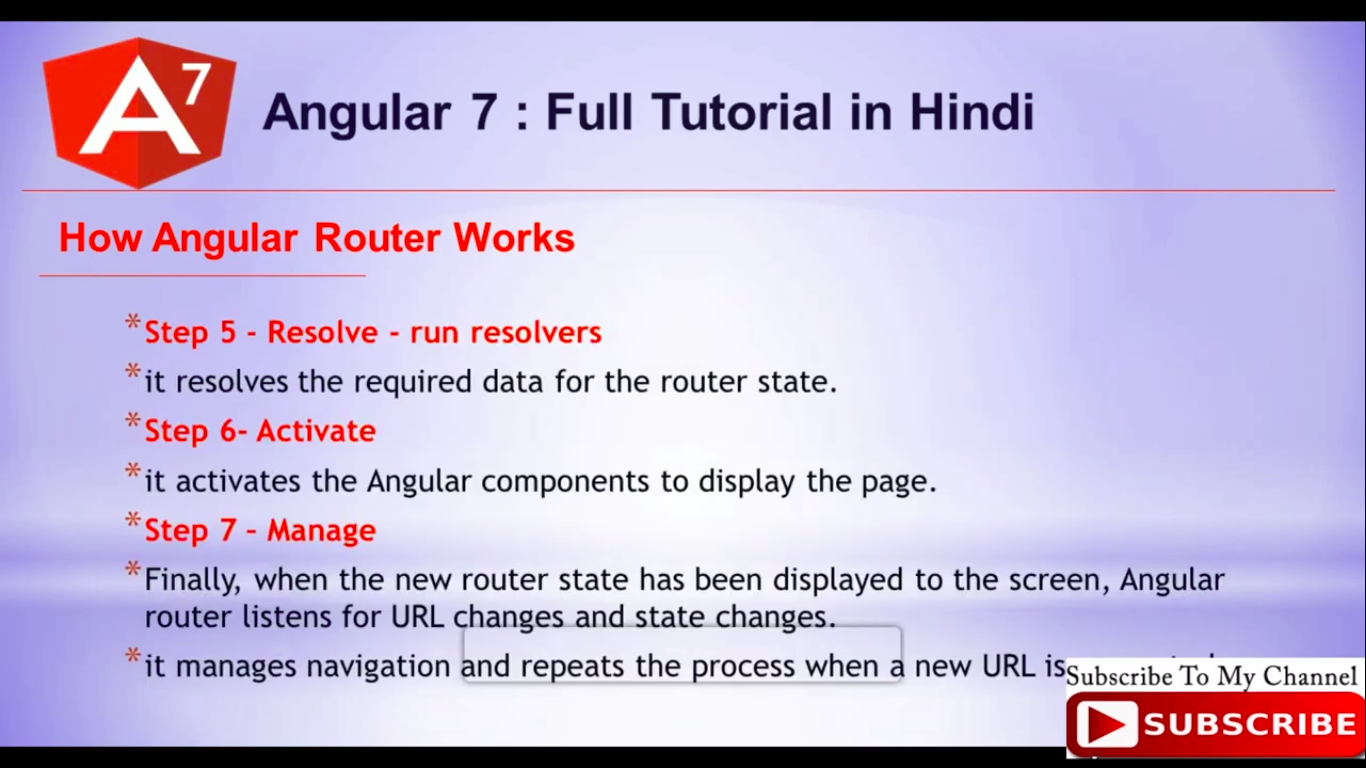 A7
Angular 7 : Full Tutorial in Hindi
How Angular Router Works
*Step 5 - Resolve - run resolvers
*it resolves the required data for the router state.
*Step 6- Activate
*it activates the Angular components to display the page.
*Step 7 – Manage
*Finally, when the new router state has been displayed to the screen, Angular
router listens for URL changes and state changes.
*it manages navigation and repeats the process when a new URL is
Subscribe To My Channel
SUBSCRIBE